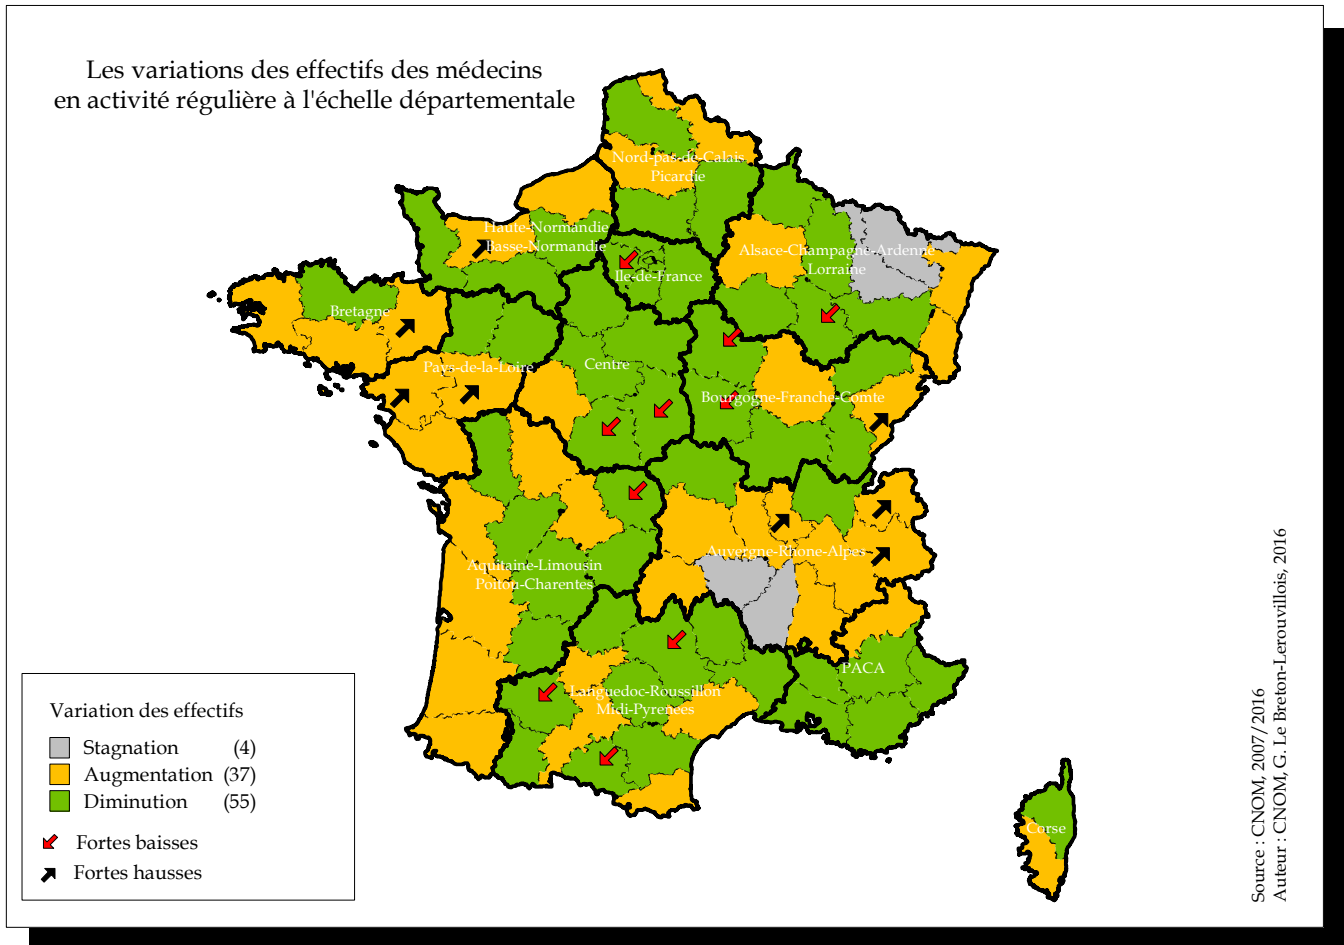 Les variations des effectifs des médecins
en activité régulière à l'échelle départementale
Nord-pas-de-Calais
Picardie
Haute-Normandie
Basse-Normandie
Alsace-Champagne-Ardenne
Lorraine
Ile-de-France
Bretagne
Pays-de-la-Loire
Centre
Bourgogne-Franche-Comte
Auvergne-Rhone-Alpes
Aquitaine-Limousin
Poitou-Charentes
PACA
Languedoc-Roussillon
Midi-Pyrenees
Corse
Variation des effectifs
Stagnation (4)
Augmentation (37)
Diminution (55)
Fortes baisses
Fortes hausses
Source : CNOM, 2007/2016
Auteur : CNOM, G. Le Breton-Lerouvillois, 2016